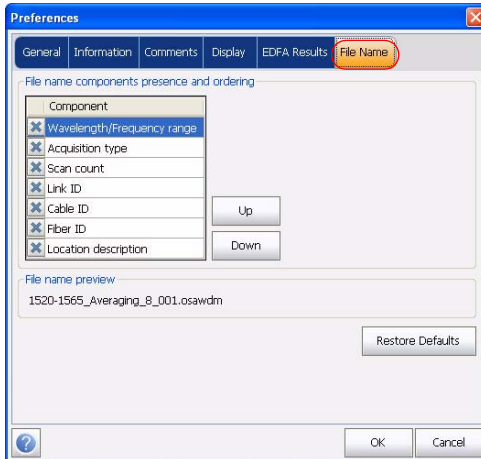 Preferences
General Information Comments Display EDFA Results File Name
File name components presence and ordering
Component
Wavelength/Frequency range
Acquisition type
Scan count
Link ID
Cable ID
Fiber ID
Location description
Up
Down
File name preview
1520-1565_Averaging_8_001.osawdm
Restore Defaults
?
OK Cancel